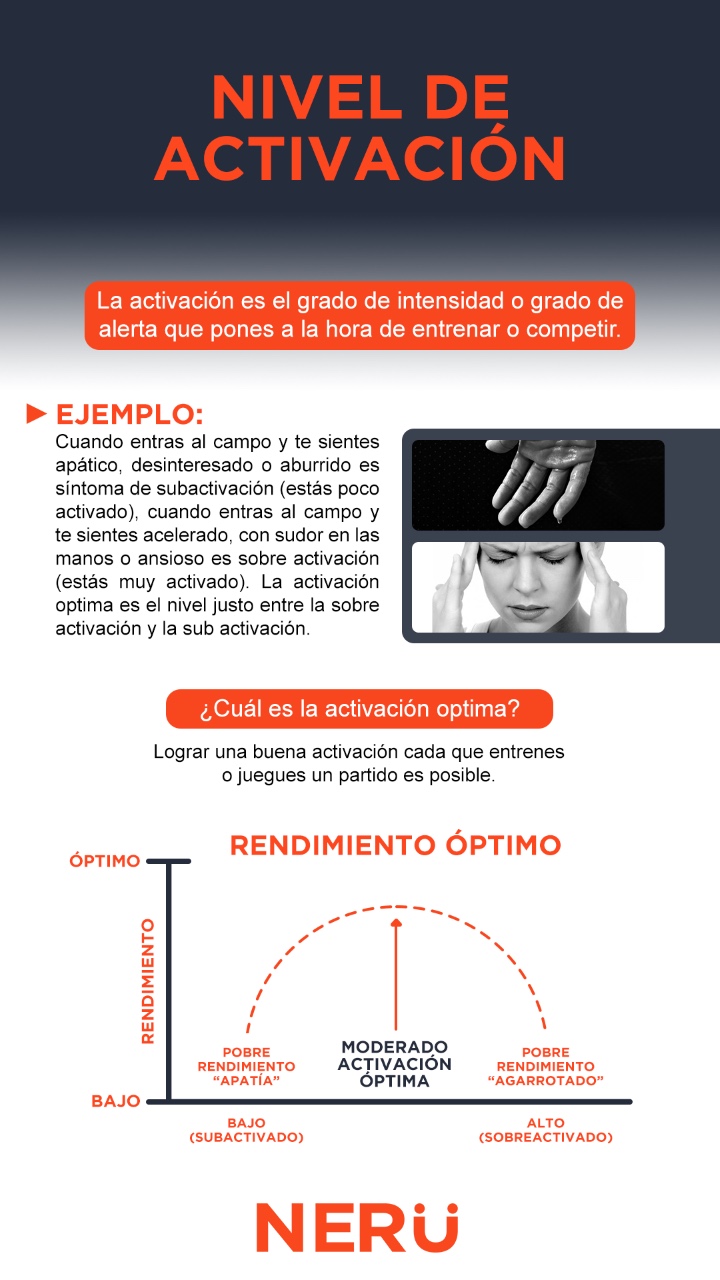 NIVEL DE
ACTIVACIÓN
La activación es el grado de intensidad o grado de
alerta que pones a la hora de entrenar o competir.
EJEMPLO:
Cuando entras al campo y te sientes
apático, desinteresado o aburrido es
síntoma de subactivación (estás poco
activado), cuando entras al campo y
te sientes acelerado, con sudor en las
manos o ansioso es sobre activación
(estás muy activado). La activación
optima es el nivel justo entre la sobre
activación y la sub activación.
¿Cuál es la activación optima?
Lograr una buena activación cada que entrenes
o juegues un partido es posible.
RENDIMIENTO ÓPTIMO
ÓPTIMO
RENDIMIENTO
BAJO
POBRE
RENDIMIENTO
“APATÍA”
MODERADO
ACTIVACIÓN
ÓPTIMA
POBRE
RENDIMIENTO
“AGARROTADO”
BAJO
(SUBACTIVADO)
ALTO
(SOBREACTIVADO)
NERÜ